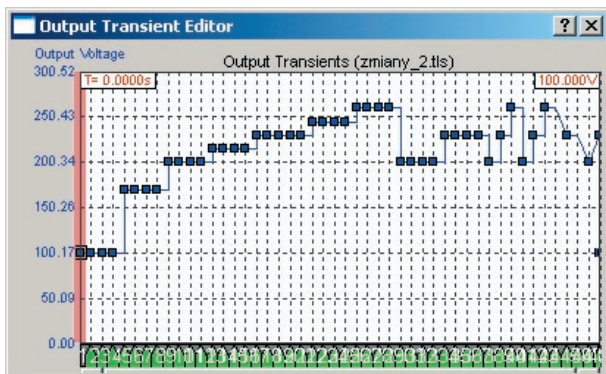 Output Transient Editor
Output Voltage
Output Transients (zmiany_2.tls)
300.52
T= 0.0000s
100.000V
250.43
200.34
150.26
100.17
50.09
0.00